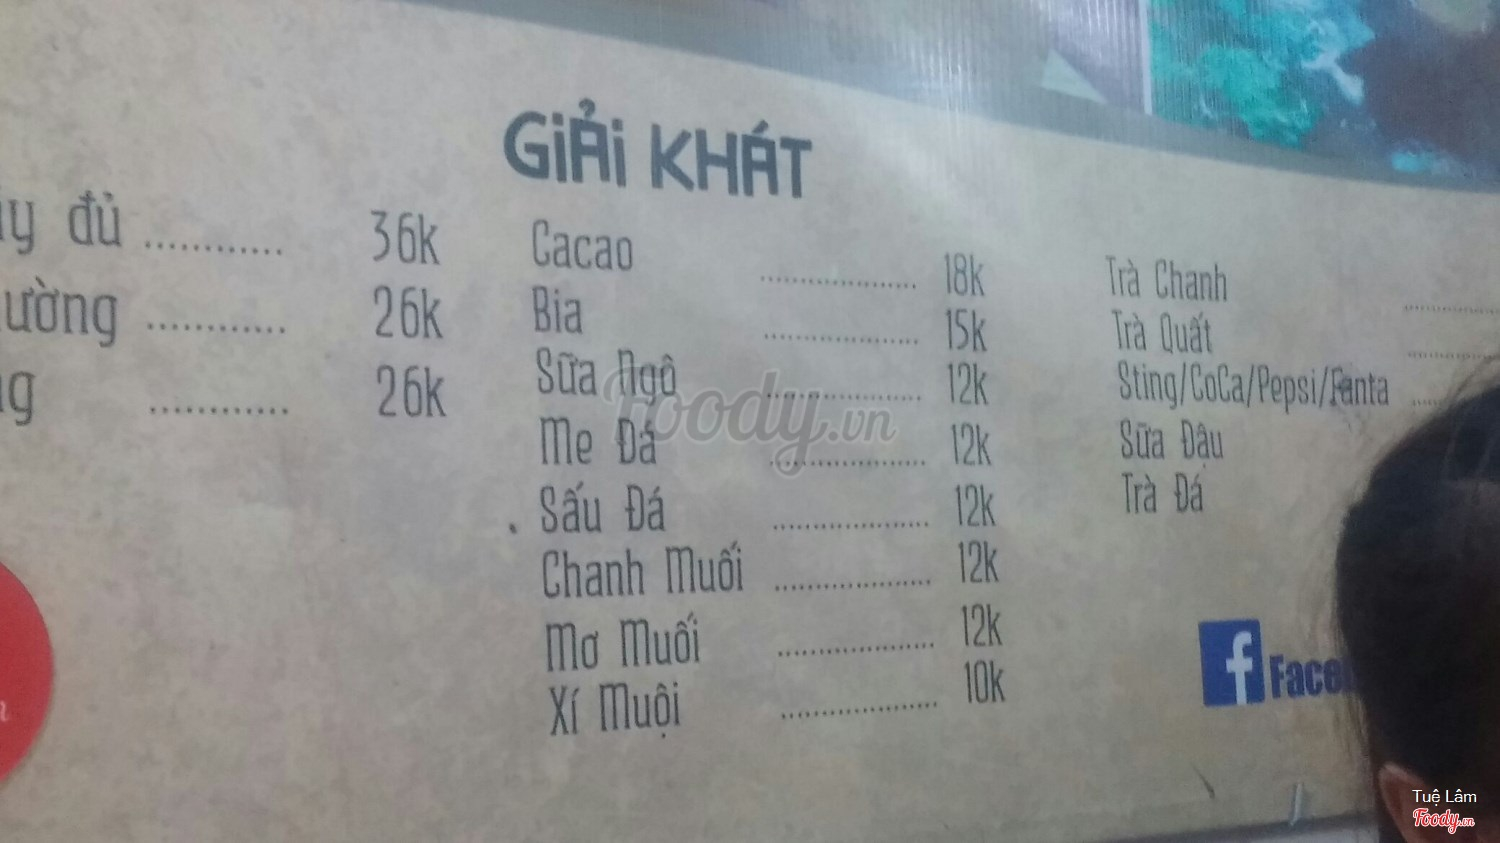 GiẢi KHÁT
đủ ............ 36k
............ 26k
............ 26k
Cacao .................... 18k
Bia .................... 15k
Sữa Ngô .................... 12k
Me Đá .................... 12k
Sấu Đá .................... 12k
Chanh Muối .................... 12k
Mơ Muối .................... 12k
Xí Muội .................... 10k
Trà Chanh
Trà Quất
Sting/CoCa/Pepsi/Fanta
Sữa Đậu
Trà Đá
Foody.vn
Tuệ Lâm
Foody.vn